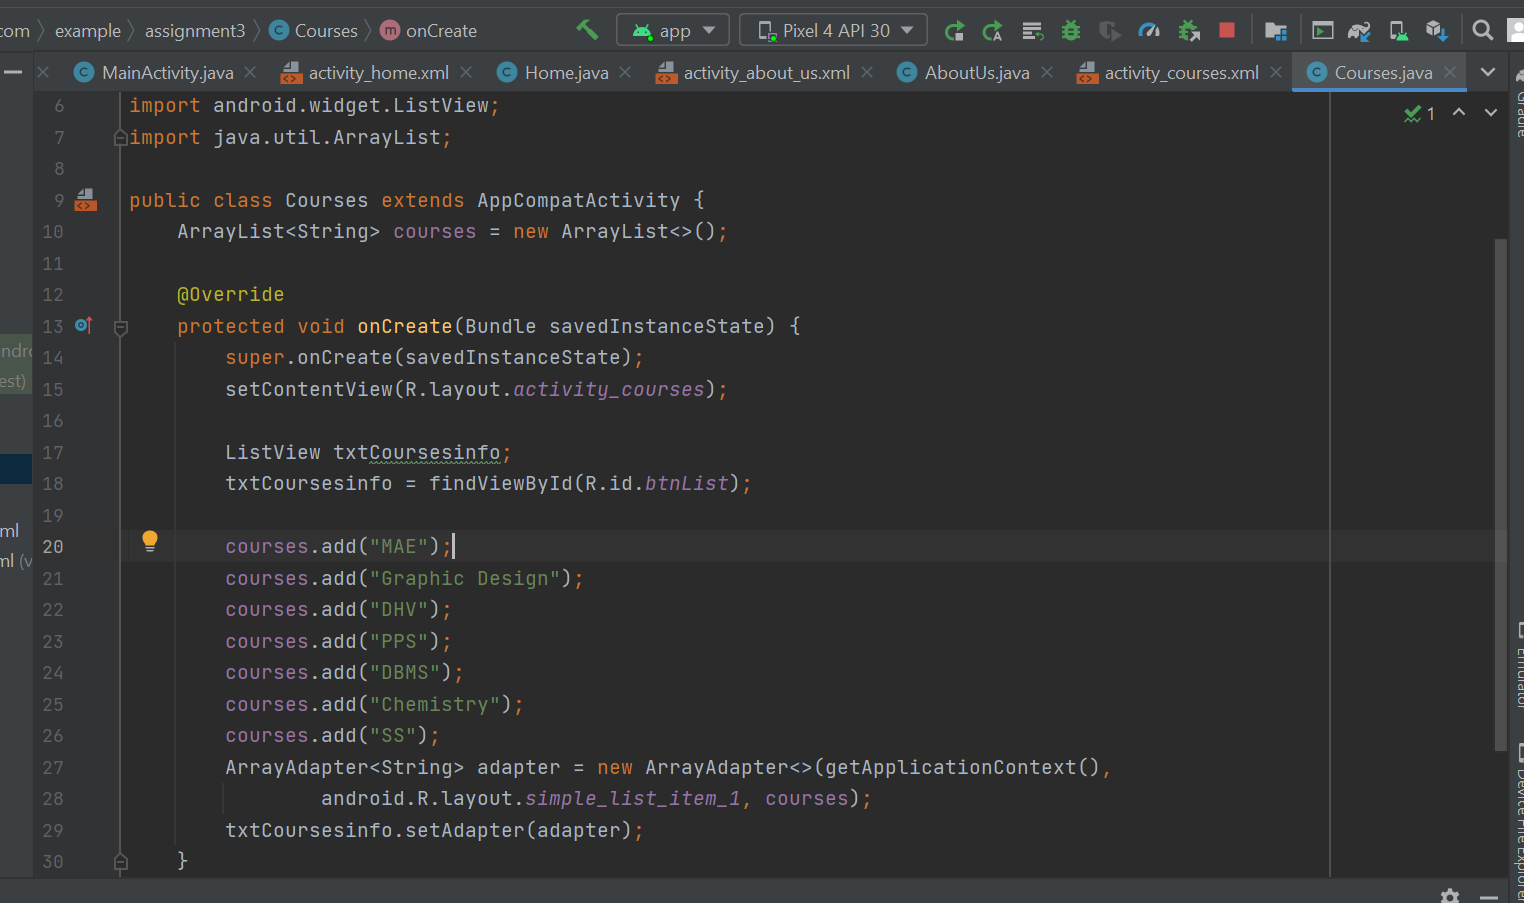 com example assignment3 Courses onCreate app Pixel 4 API 30
MainActivity.java activity_home.xml Home.java activity_about_us.xml AboutUs.java activity_courses.xml Courses.java
6 import android.widget.ListView;
7 import java.util.ArrayList;
1
8
9 public class Courses extends AppCompatActivity {
10 ArrayList<String> courses = new ArrayList<>();
11
12 @Override
13 protected void onCreate(Bundle savedInstanceState) {
14 super.onCreate(savedInstanceState);
15 setContentView(R.layout.activity_courses);
16
17 ListView txtCoursesinfo;
18 txtCoursesinfo = findViewById(R.id.btnList);
19
20 courses.add("MAE");
21 courses.add("Graphic Design");
22 courses.add("DHV");
23 courses.add("PPS");
24 courses.add("DBMS");
25 courses.add("Chemistry");
26 courses.add("SS");
27 ArrayAdapter<String> adapter = new ArrayAdapter<>(getApplicationContext(),
28 android.R.layout.simple_list_item_1, courses);
29 txtCoursesinfo.setAdapter(adapter);
30 }
Gradle
Emulator
Device File Explorer